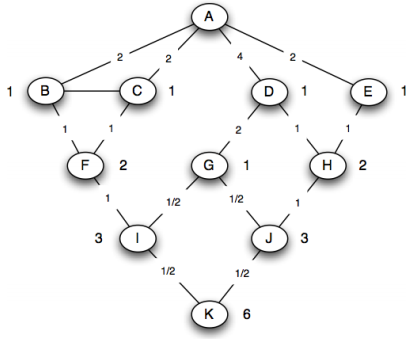 A
2 2 4 2
1 B C 1 D 1 E 1
1 1 2 1 1
F 2 G 1 H 2
1 1/2 1/2 1
3 I J 3
1/2 1/2
K 6